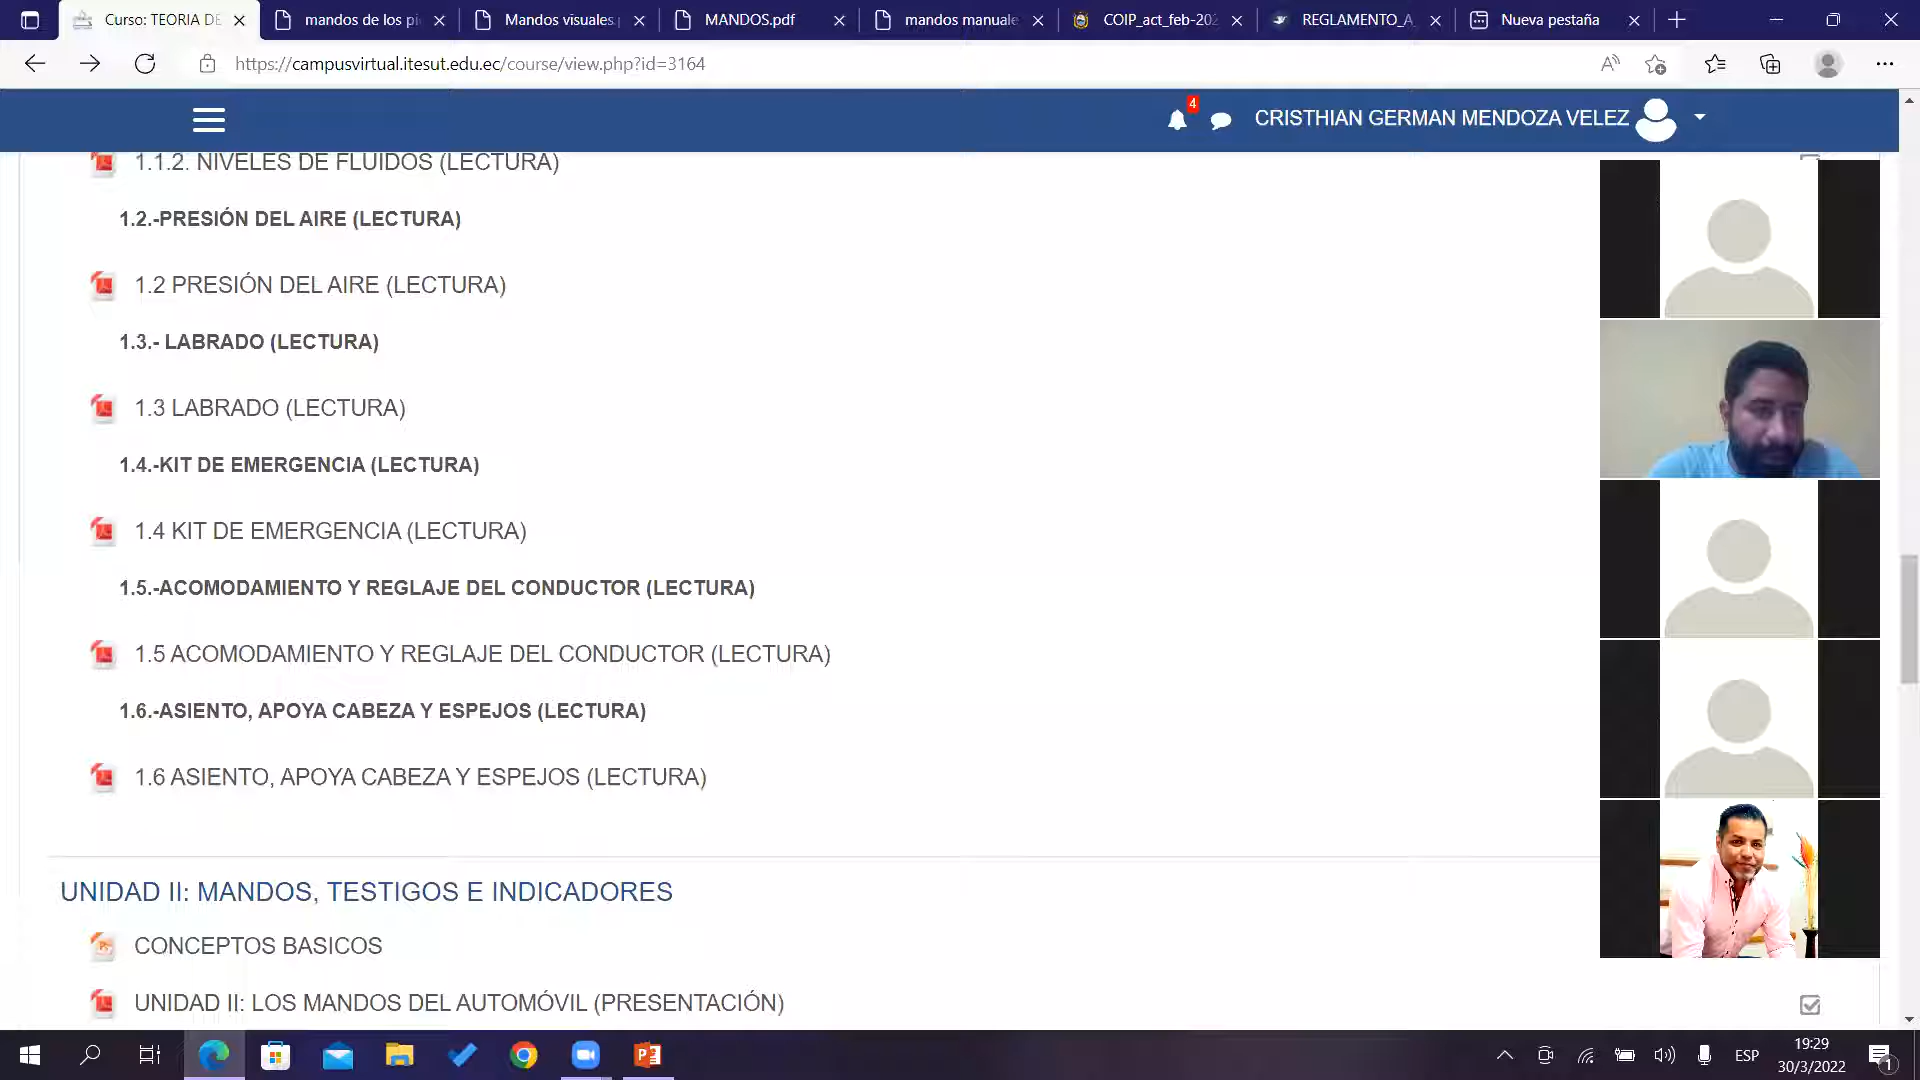 Curso: TEORIA DE
mandos de los pi
Mandos visuales
MANDOS.pdf
mandos manuale
COIP_act_feb-202
REGLAMENTO_A
Nueva pestaña
https://campusvirtual.itesut.edu.ec/course/view.php?id=3164
4
CRISTHIAN GERMAN MENDOZA VELEZ
1.1.2. NIVELES DE FLUIDOS (LECTURA)
1.2.-PRESIÓN DEL AIRE (LECTURA)
1.2 PRESIÓN DEL AIRE (LECTURA)
1.3.- LABRADO (LECTURA)
1.3 LABRADO (LECTURA)
1.4.-KIT DE EMERGENCIA (LECTURA)
1.4 KIT DE EMERGENCIA (LECTURA)
1.5.-ACOMODAMIENTO Y REGLAJE DEL CONDUCTOR (LECTURA)
1.5 ACOMODAMIENTO Y REGLAJE DEL CONDUCTOR (LECTURA)
1.6.-ASIENTO, APOYA CABEZA Y ESPEJOS (LECTURA)
1.6 ASIENTO, APOYA CABEZA Y ESPEJOS (LECTURA)
UNIDAD II: MANDOS, TESTIGOS E INDICADORES
CONCEPTOS BASICOS
UNIDAD II: LOS MANDOS DEL AUTOMÓVIL (PRESENTACIÓN)
ESP
19:29
30/3/2022
1